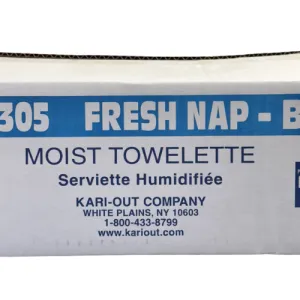 305 FRESH NAP - B
MOIST TOWELETTE
Serviette Humidifiée
KARI-OUT COMPANY
WHITE PLAINS, NY 10603
1-800-433-8799
www.kariout.com